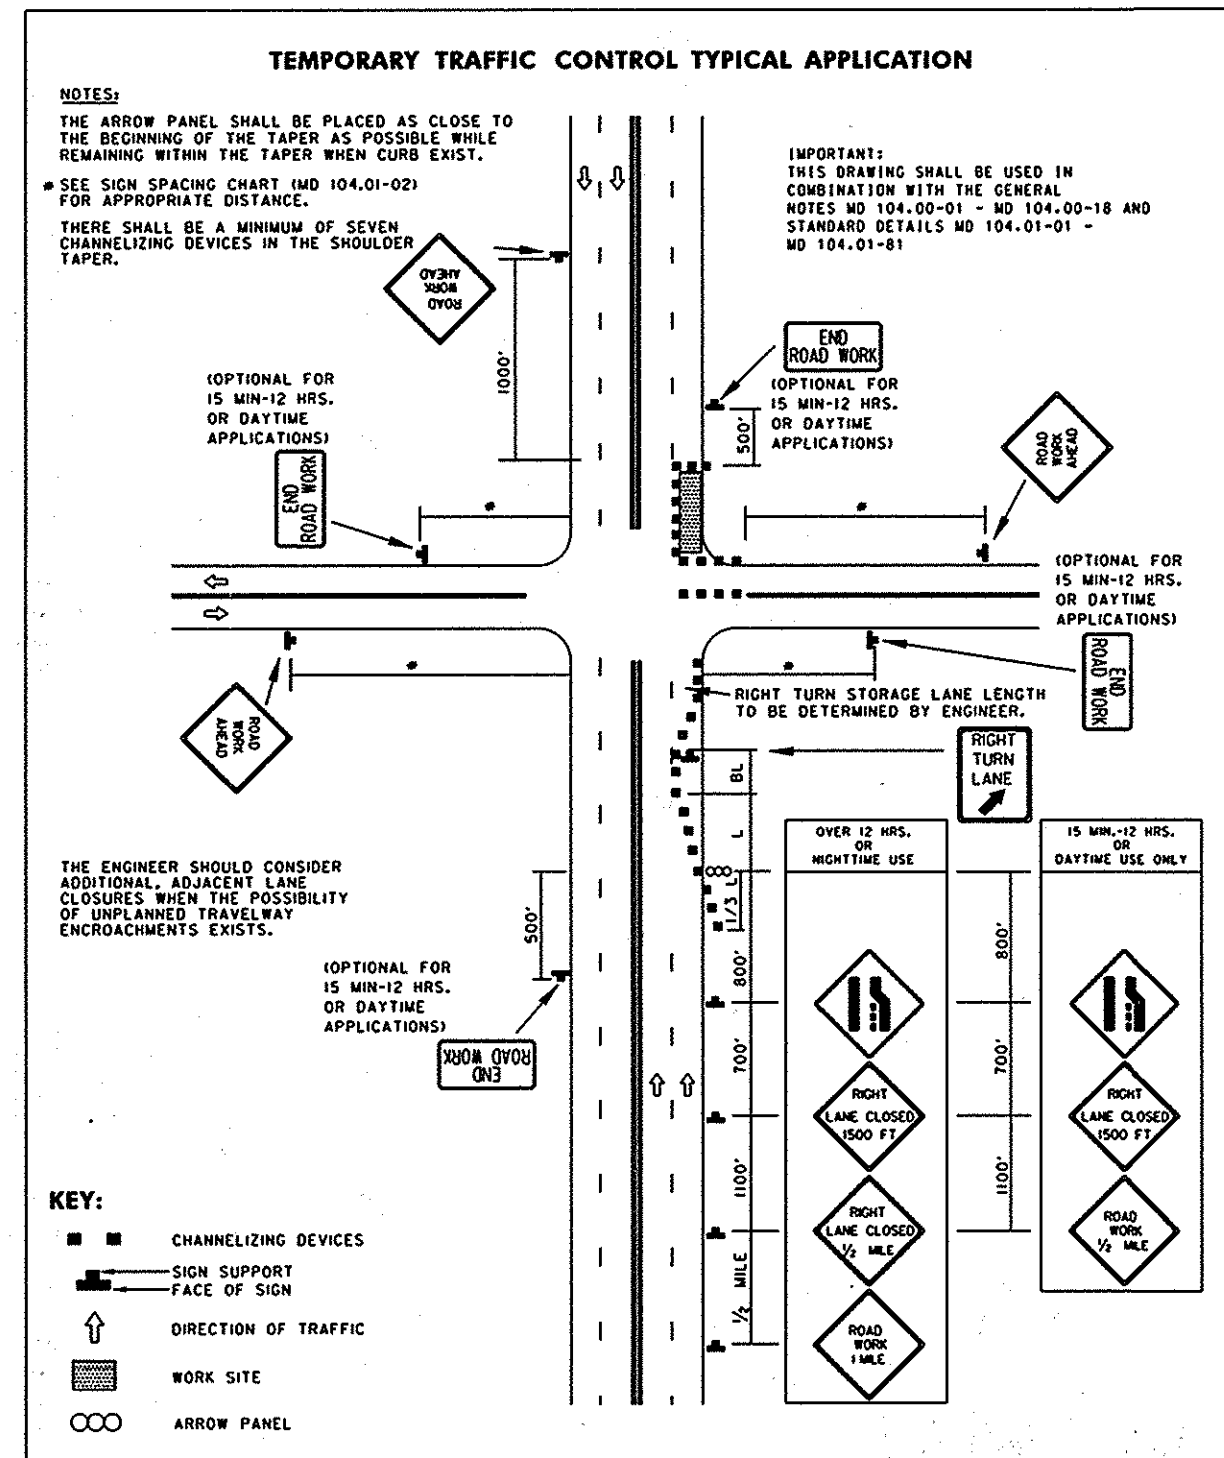 TEMPORARY TRAFFIC CONTROL TYPICAL APPLICATION
NOTES:
THE ARROW PANEL SHALL BE PLACED AS CLOSE TO
THE BEGINNING OF THE TAPER AS POSSIBLE WHILE
REMAINING WITHIN THE TAPER WHEN CURB EXIST.
* SEE SIGN SPACING CHART (MD 104.01-02)
FOR APPROPRIATE DISTANCE.
THERE SHALL BE A MINIMUM OF SEVEN
CHANNELIZING DEVICES IN THE SHOULDER
TAPER.
IMPORTANT:
THIS DRAWING SHALL BE USED IN
COMBINATION WITH THE GENERAL
NOTES MD 104.00-01 - MD 104.00-18 AND
STANDARD DETAILS MD 104.01-01 -
MD 104.01-81
ROAD
WORK
AHEAD
1000'
END
ROAD WORK
(OPTIONAL FOR
15 MIN-12 HRS.
OR DAYTIME
APPLICATIONS)
500'
(OPTIONAL FOR
15 MIN-12 HRS.
OR DAYTIME
APPLICATIONS)
END
ROAD WORK
ROAD
WORK
AHEAD
*
*
(OPTIONAL FOR
15 MIN-12 HRS.
OR DAYTIME
APPLICATIONS)
END
ROAD WORK
*
*
ROAD
WORK
AHEAD
RIGHT TURN STORAGE LANE LENGTH
TO BE DETERMINED BY ENGINEER.
RIGHT
TURN
LANE
BL
L
1/3 L
800'
700'
1100'
1/2 MILE
THE ENGINEER SHOULD CONSIDER
ADDITIONAL, ADJACENT LANE
CLOSURES WHEN THE POSSIBILITY
OF UNPLANNED TRAVELWAY
ENCROACHMENTS EXISTS.
500'
(OPTIONAL FOR
15 MIN-12 HRS.
OR DAYTIME
APPLICATIONS)
END
ROAD WORK
OVER 12 HRS.
OR
NIGHTTIME USE
RIGHT
LANE CLOSED
1500 FT
RIGHT
LANE CLOSED
1/2 MILE
ROAD
WORK
1 MILE
800'
700'
1100'
15 MIN.-12 HRS.
OR
DAYTIME USE ONLY
RIGHT
LANE CLOSED
1500 FT
ROAD
WORK
1/2 MILE
KEY:
CHANNELIZING DEVICES
SIGN SUPPORT
FACE OF SIGN
DIRECTION OF TRAFFIC
WORK SITE
ARROW PANEL